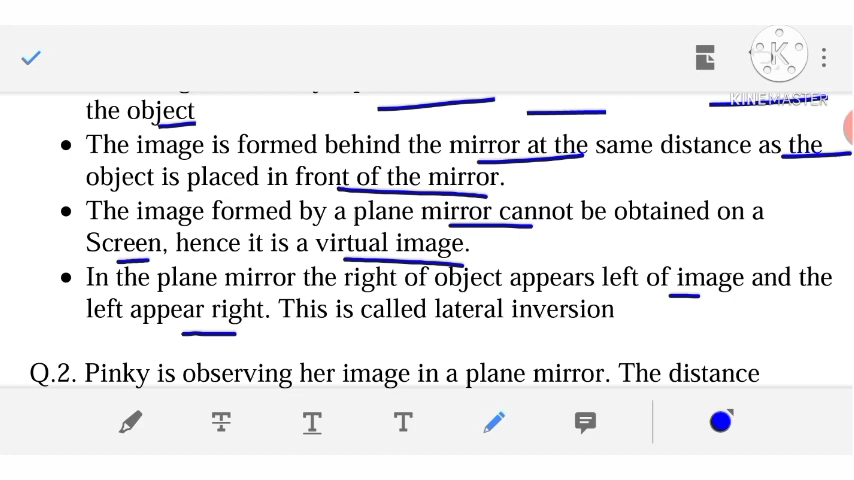 KINEMASTER
the object
• The image is formed behind the mirror at the same distance as the
object is placed in front of the mirror.
• The image formed by a plane mirror cannot be obtained on a
Screen, hence it is a virtual image.
• In the plane mirror the right of object appears left of image and the
left appear right. This is called lateral inversion
Q.2. Pinky is observing her image in a plane mirror. The distance